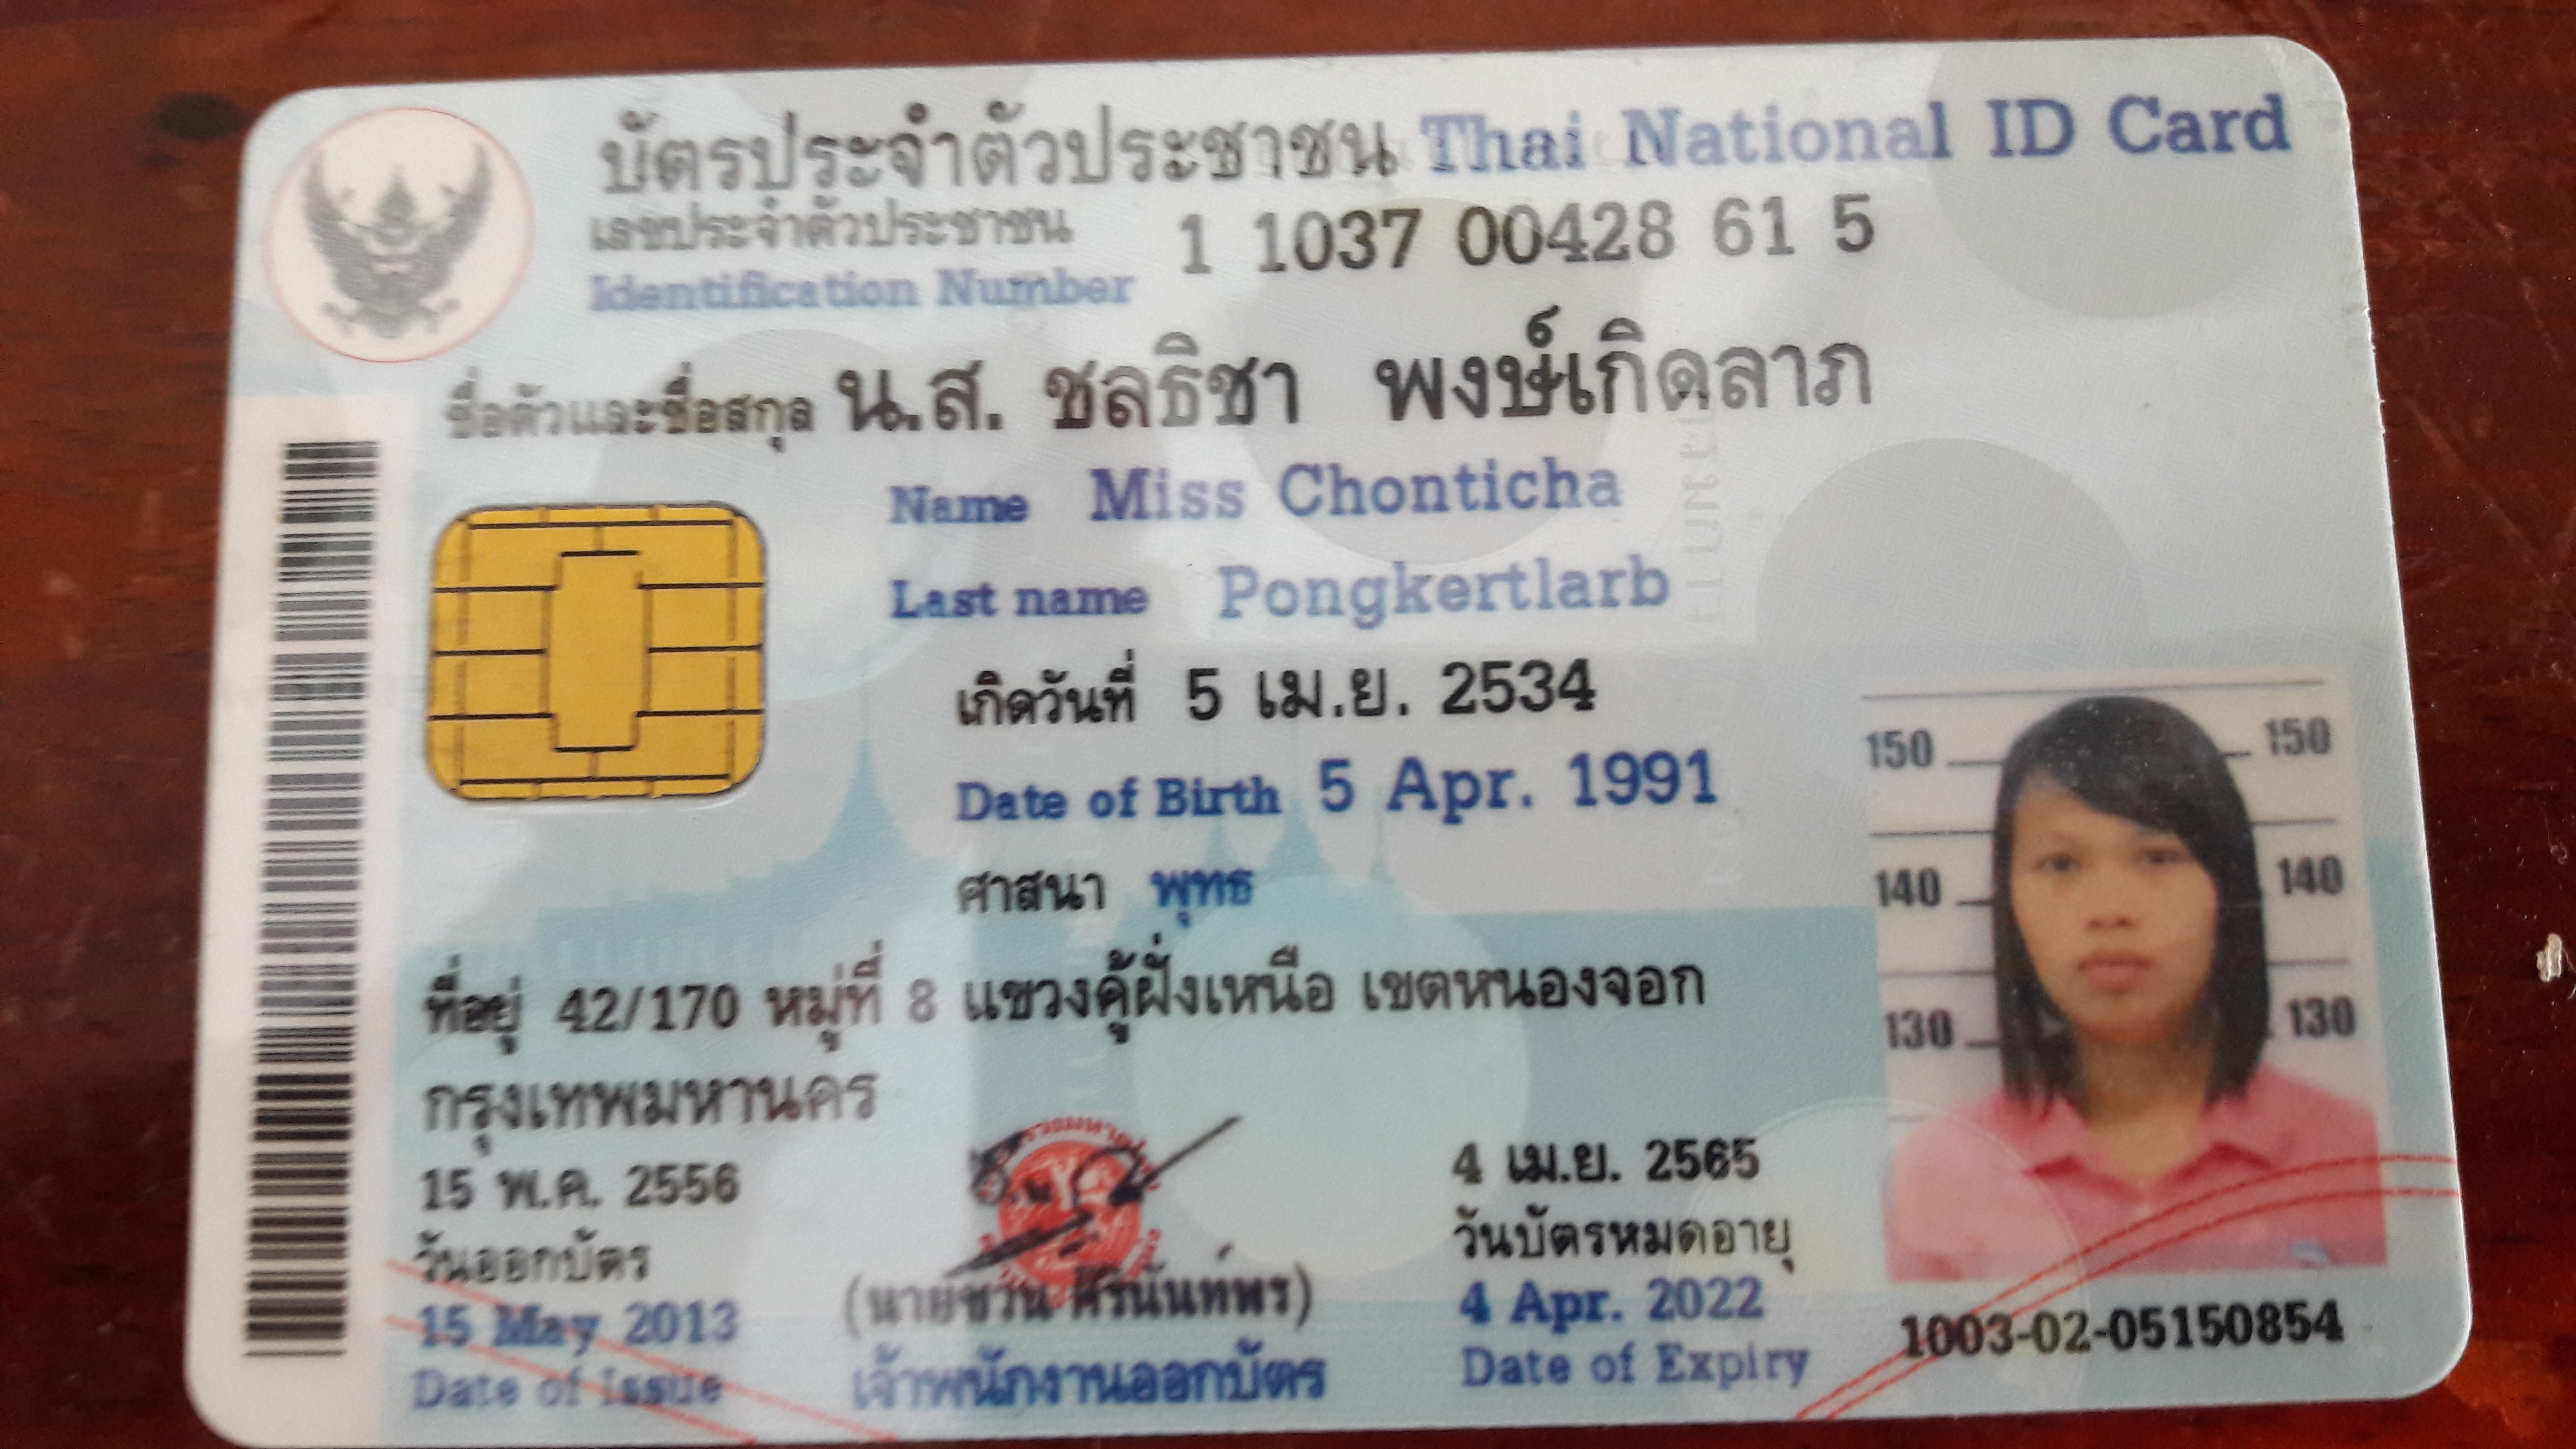 บัตรประจำตัวประชาชน Thai National ID Card
เลขประจำตัวประชาชน 1 1037 00428 61 5
Identification Number
ชื่อตัวและชื่อสกุล น.ส. ชลธิชา พงษ์เกิดลาภ
Name Miss Chonticha
Last name Pongkertlarb
เกิดวันที่ 5 เม.ย. 2534
Date of Birth 5 Apr. 1991
ศาสนา พุทธ
ที่อยู่ 42/170 หมู่ที่ 8 แขวงคู้ฝั่งเหนือ เขตหนองจอก
กรุงเทพมหานคร
15 พ.ค. 2556
วันออกบัตร
15 May 2013
Date of Issue
(นายชวน ศิรินันท์พร)
เจ้าพนักงานออกบัตร
4 เม.ย. 2565
วันบัตรหมดอายุ
4 Apr. 2022
Date of Expiry
150 150
140 140
130 130
1003-02-05150854